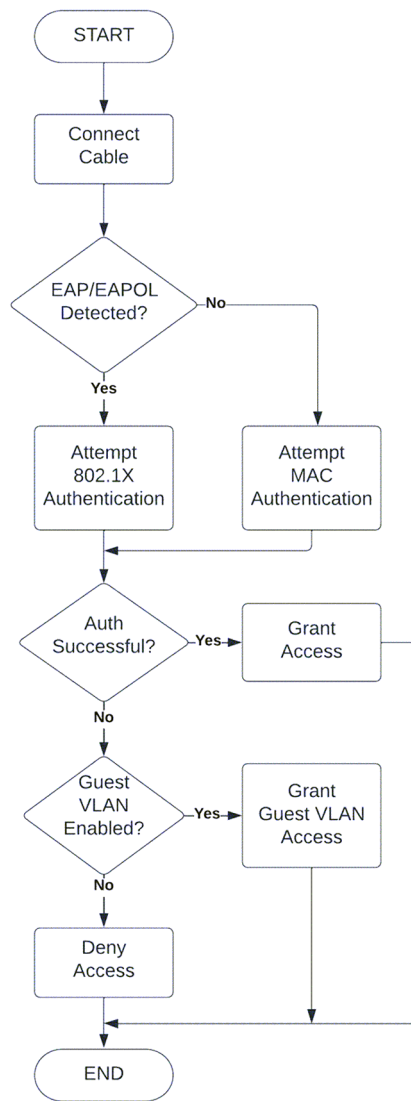 START
Connect
Cable
EAP/EAPOL
Detected?
No
Yes
Attempt
802.1X
Authentication
Attempt
MAC
Authentication
Auth
Successful?
Yes
Grant
Access
No
Guest
VLAN
Enabled?
Yes
Grant
Guest VLAN
Access
No
Deny
Access
END